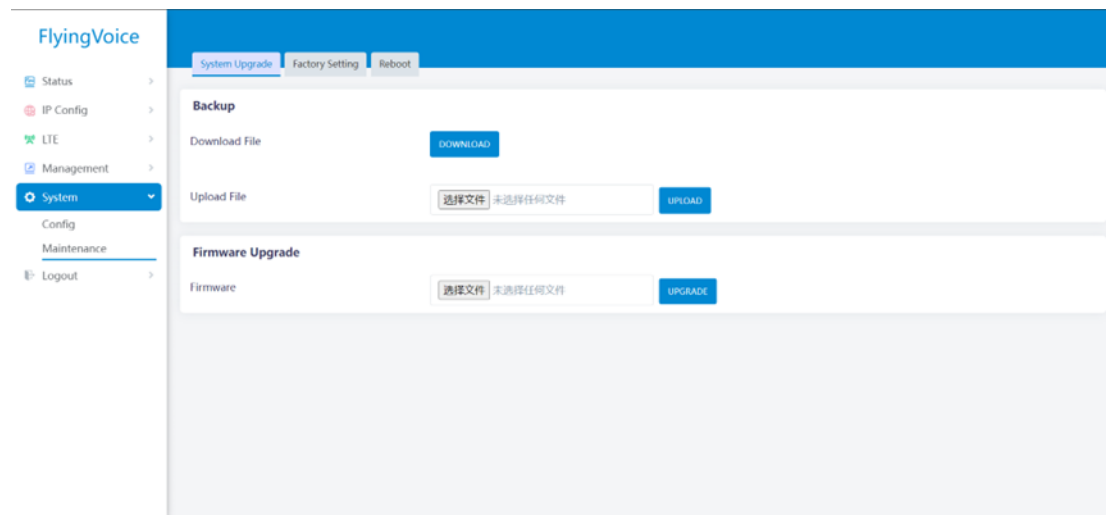 FlyingVoice
System Upgrade Factory Setting Reboot
Status
IP Config
LTE
Management
System
Config
Maintenance
Logout
Backup
Download File DOWNLOAD
Upload File 选择文件 未选择任何文件 UPLOAD
Firmware Upgrade
Firmware 选择文件 未选择任何文件 UPGRADE